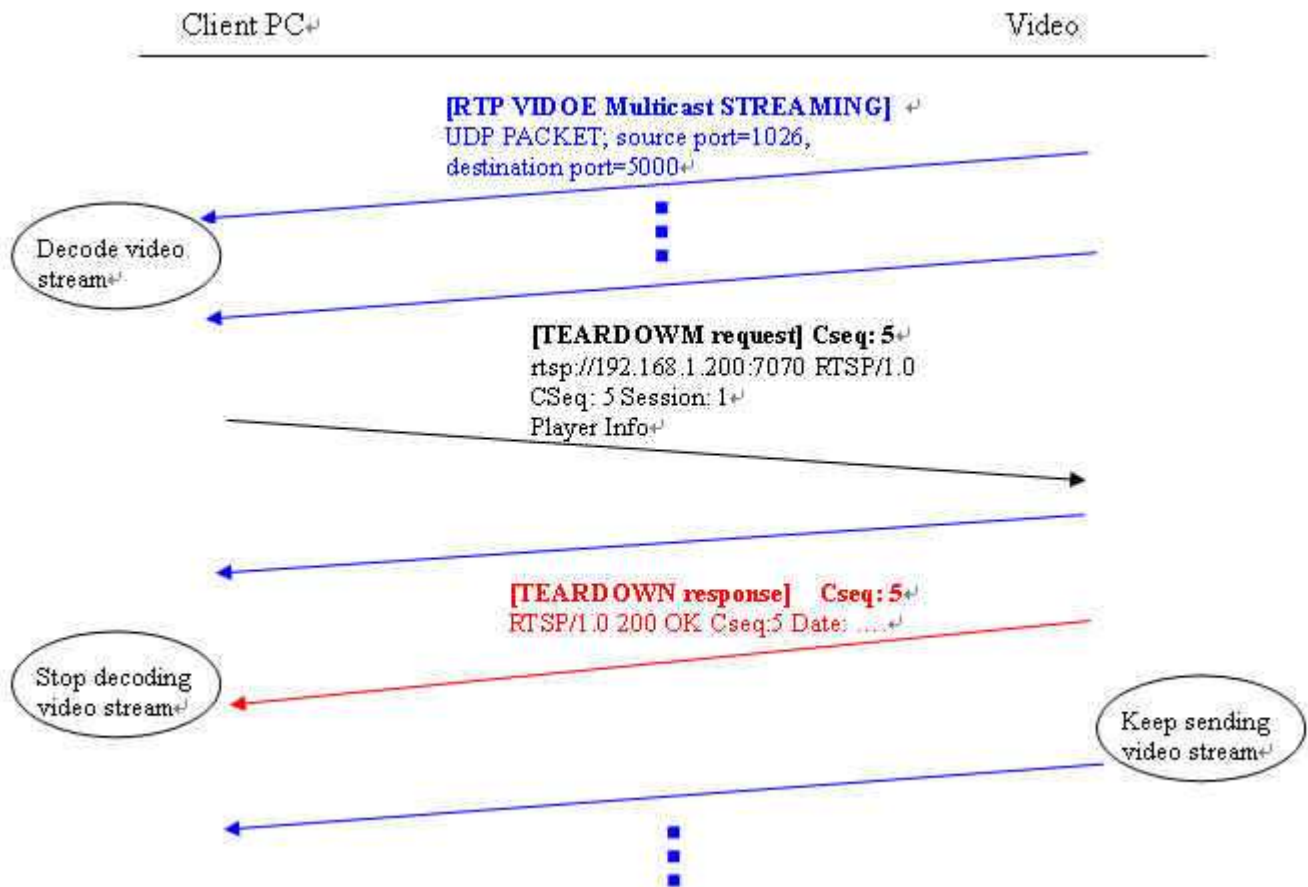 Client PC↵
Video
[RTP VIDOE Multicast STREAMING] ↵
UDP PACKET; source port=1026,
destination port=5000↵
Decode video
stream↵
[TEARDOWM request] Cseq: 5↵
rtsp://192.168.1.200:7070 RTSP/1.0
CSeq: 5 Session: 1↵
Player Info↵
[TEARDOWN response] Cseq: 5↵
RTSP/1.0 200 OK Cseq:5 Date: ....↵
Stop decoding
video stream↵
Keep sending
video stream↵